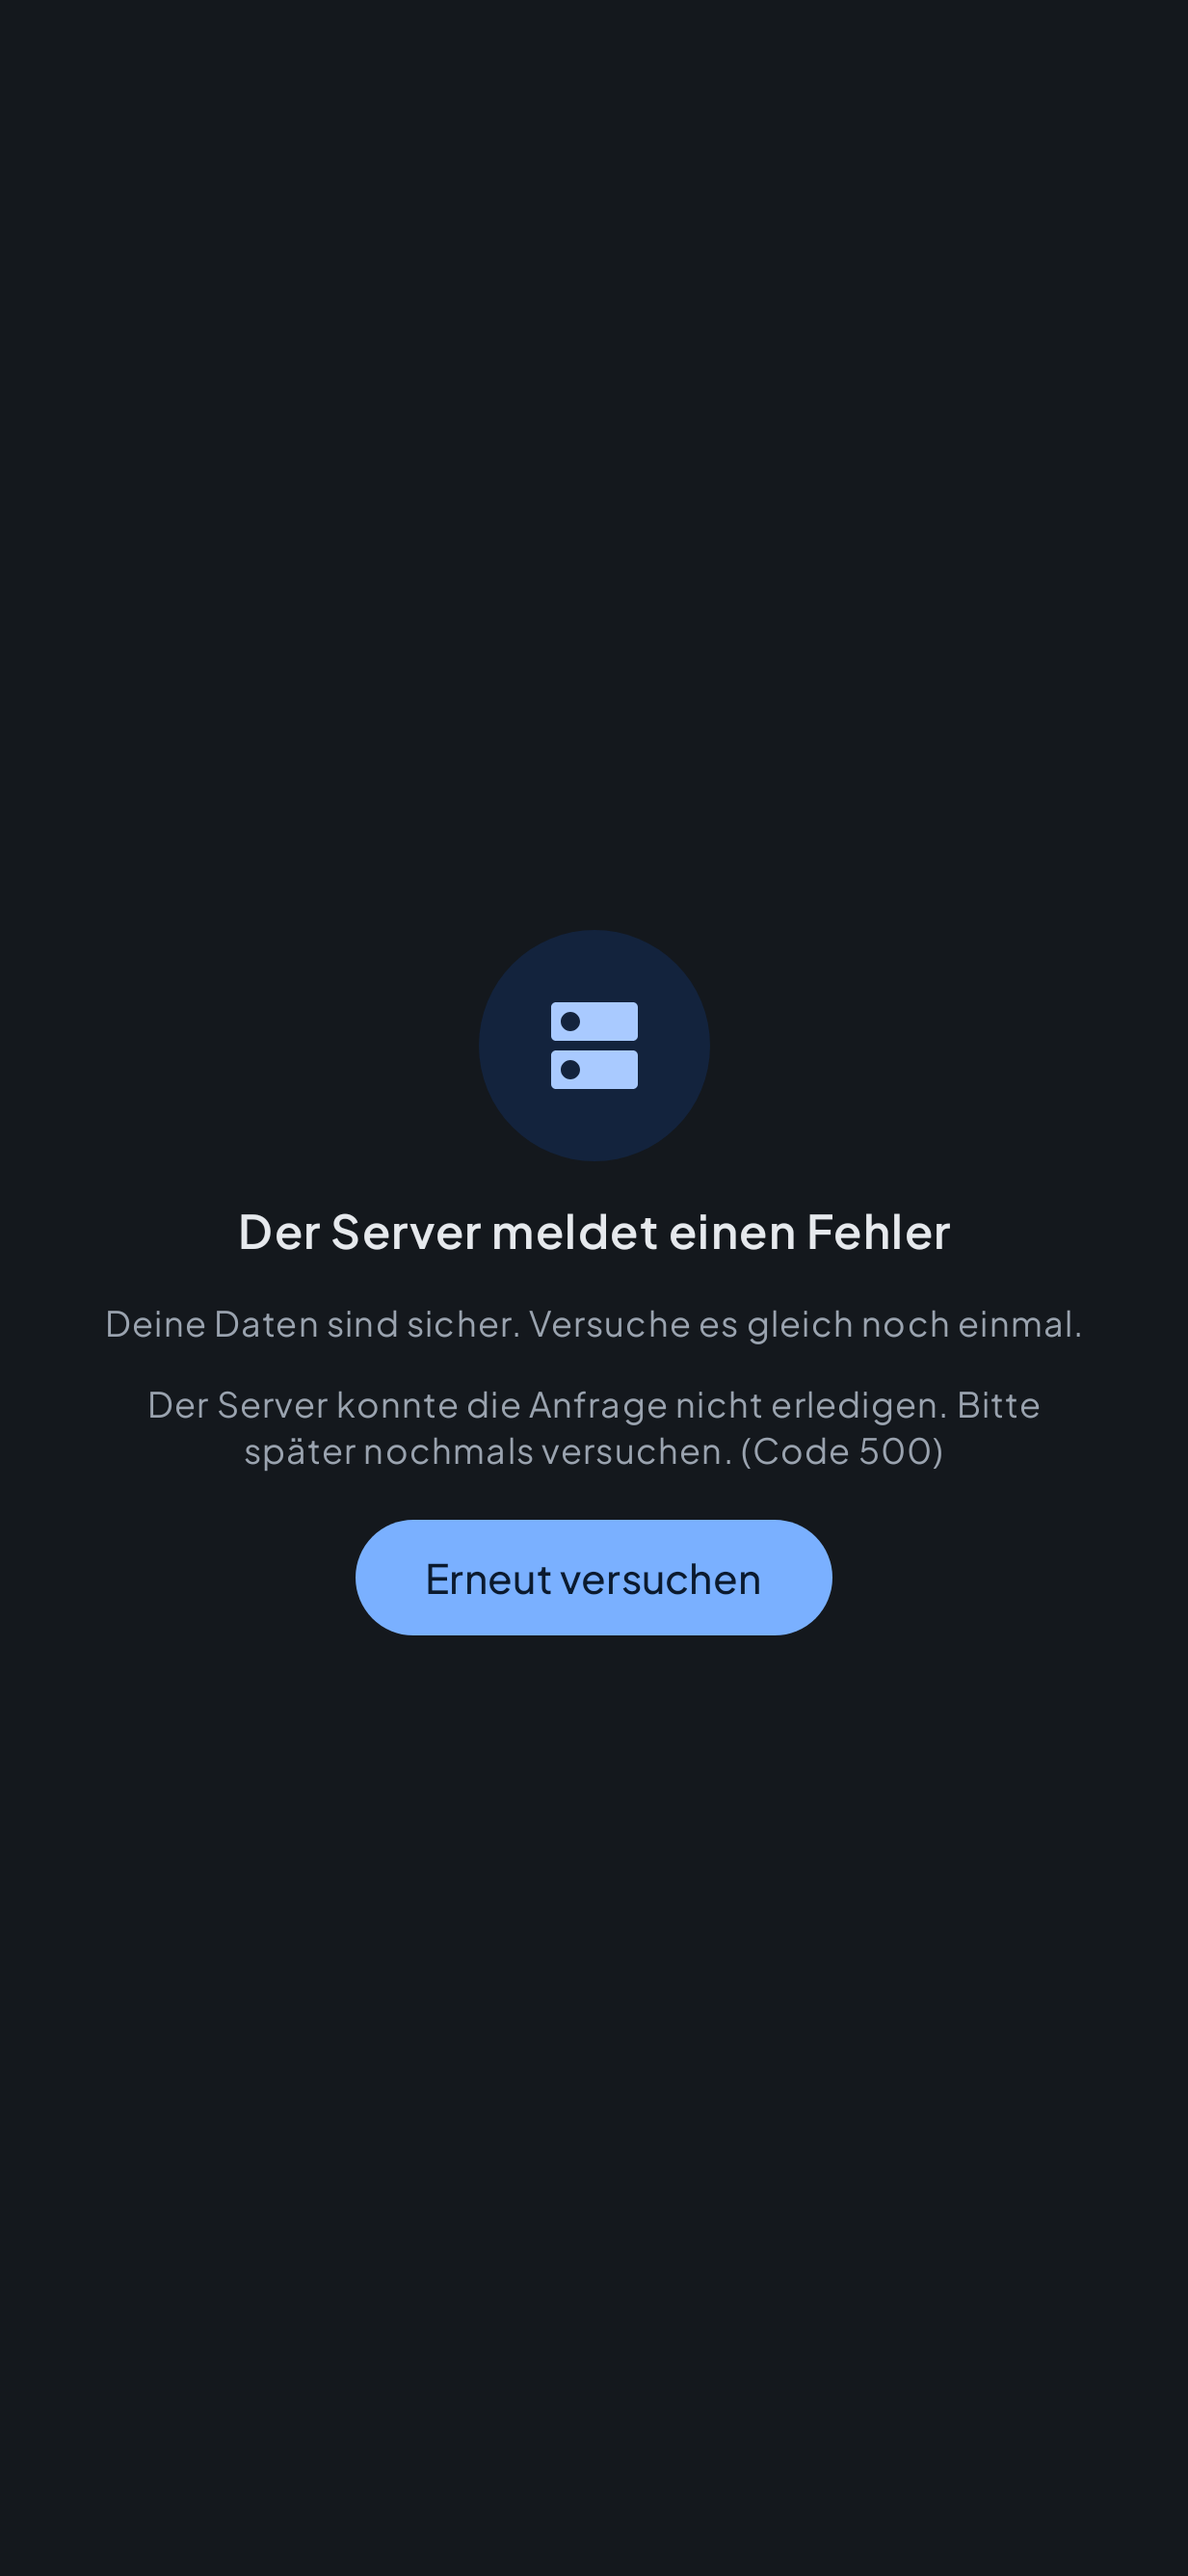 Der Server meldet einen Fehler
Deine Daten sind sicher. Versuche es gleich noch einmal.
Der Server konnte die Anfrage nicht erledigen. Bitte
später nochmals versuchen. (Code 500)
Erneut versuchen